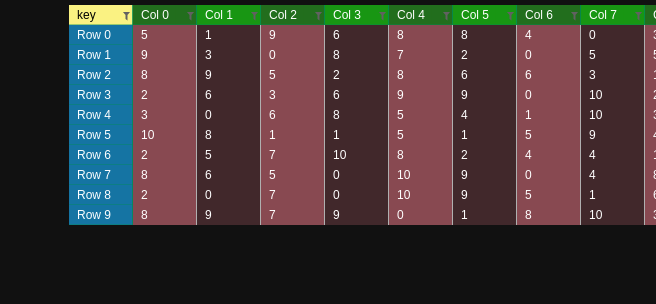 key Col 0 Col 1 Col 2 Col 3 Col 4 Col 5 Col 6 Col 7
Row 0 5 1 9 6 8 8 4 0
Row 1 9 3 0 8 7 2 0 5
Row 2 8 9 5 2 8 6 6 3
Row 3 2 6 3 6 9 9 0 10
Row 4 3 0 6 8 5 4 1 10
Row 5 10 8 1 1 5 1 5 9
Row 6 2 5 7 10 8 2 4 4
Row 7 8 6 5 0 10 9 0 4
Row 8 2 0 7 0 10 9 5 1
Row 9 8 9 7 9 0 1 8 10